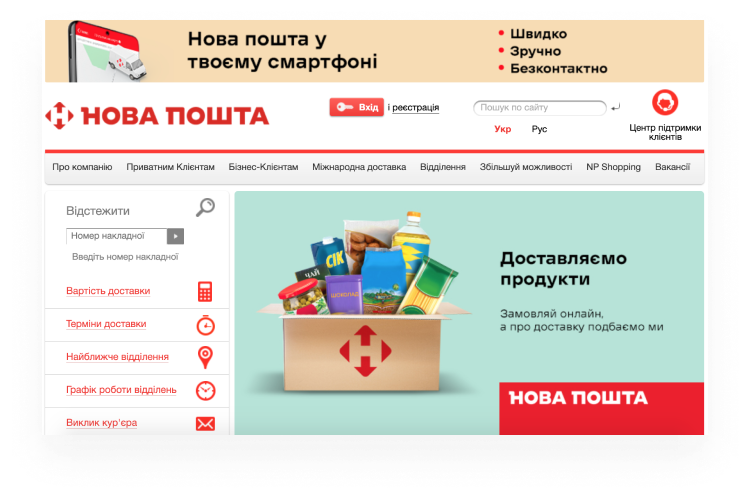 Нова пошта у
твоєму смартфоні
Швидко
Зручно
Безконтактно
НОВА ПОШТА
Вхід і реєстрація
Пошук по сайту
Укр Рус
Центр підтримки
клієнтів
Про компанію Приватним Клієнтам Бізнес-Клієнтам Міжнародна доставка Відділення Збільшуй можливості NP Shopping Вакансії
Відстежити
Номер накладної
Введіть номер накладної
Вартість доставки
Терміни доставки
Найближче відділення
Графік роботи відділень
Виклик кур'єра
СІК
ЧАЙ
ШОКОЛАД
Доставляємо
продукти
Замовляй онлайн,
а про доставку подбаємо ми
НОВА ПОШТА